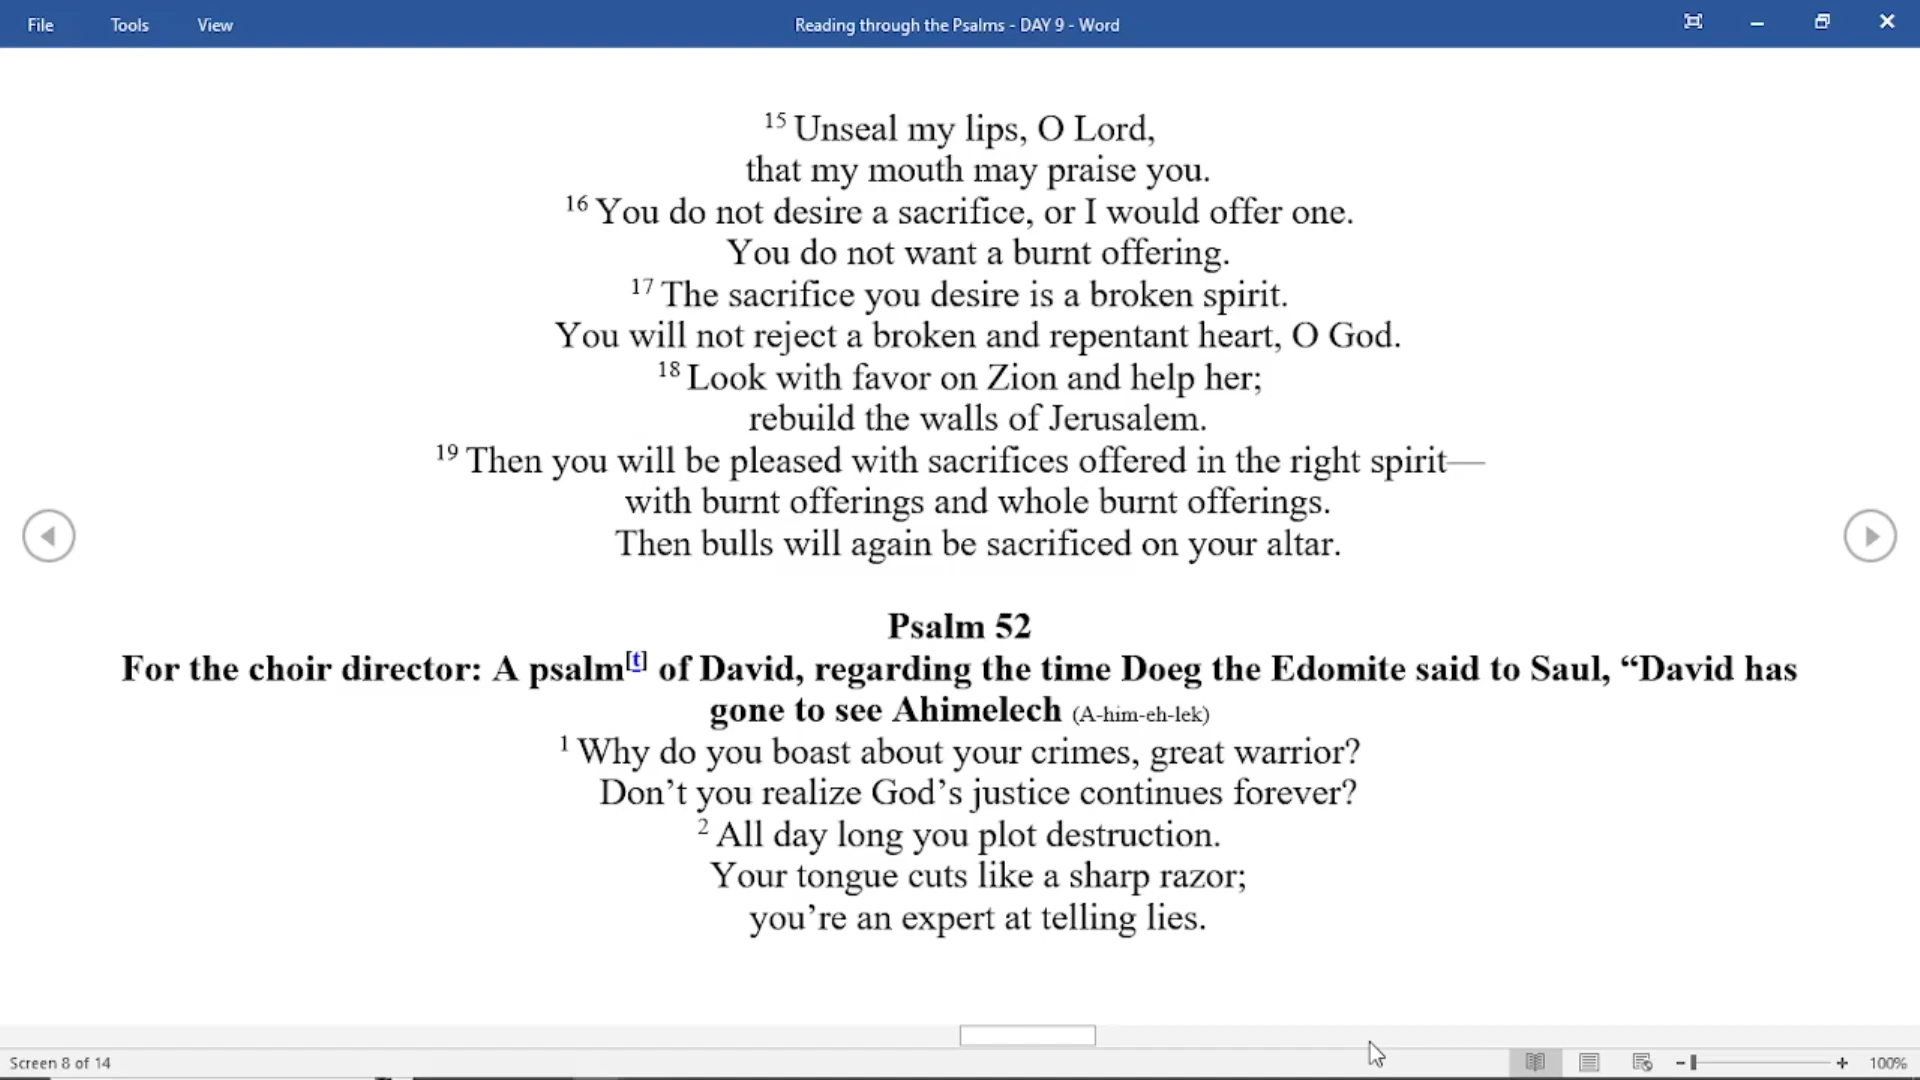 File Tools View Reading through the Psalms - DAY 9 - Word
15 Unseal my lips, O Lord,
that my mouth may praise you.
16 You do not desire a sacrifice, or I would offer one.
You do not want a burnt offering.
17 The sacrifice you desire is a broken spirit.
You will not reject a broken and repentant heart, O God.
18 Look with favor on Zion and help her;
rebuild the walls of Jerusalem.
19 Then you will be pleased with sacrifices offered in the right spirit—
with burnt offerings and whole burnt offerings.
Then bulls will again be sacrificed on your altar.
Psalm 52
For the choir director: A psalm[t] of David, regarding the time Doeg the Edomite said to Saul, “David has
gone to see Ahimelech (A-him-eh-lek)
1 Why do you boast about your crimes, great warrior?
Don’t you realize God’s justice continues forever?
2 All day long you plot destruction.
Your tongue cuts like a sharp razor;
you’re an expert at telling lies.
Screen 8 of 14 100%